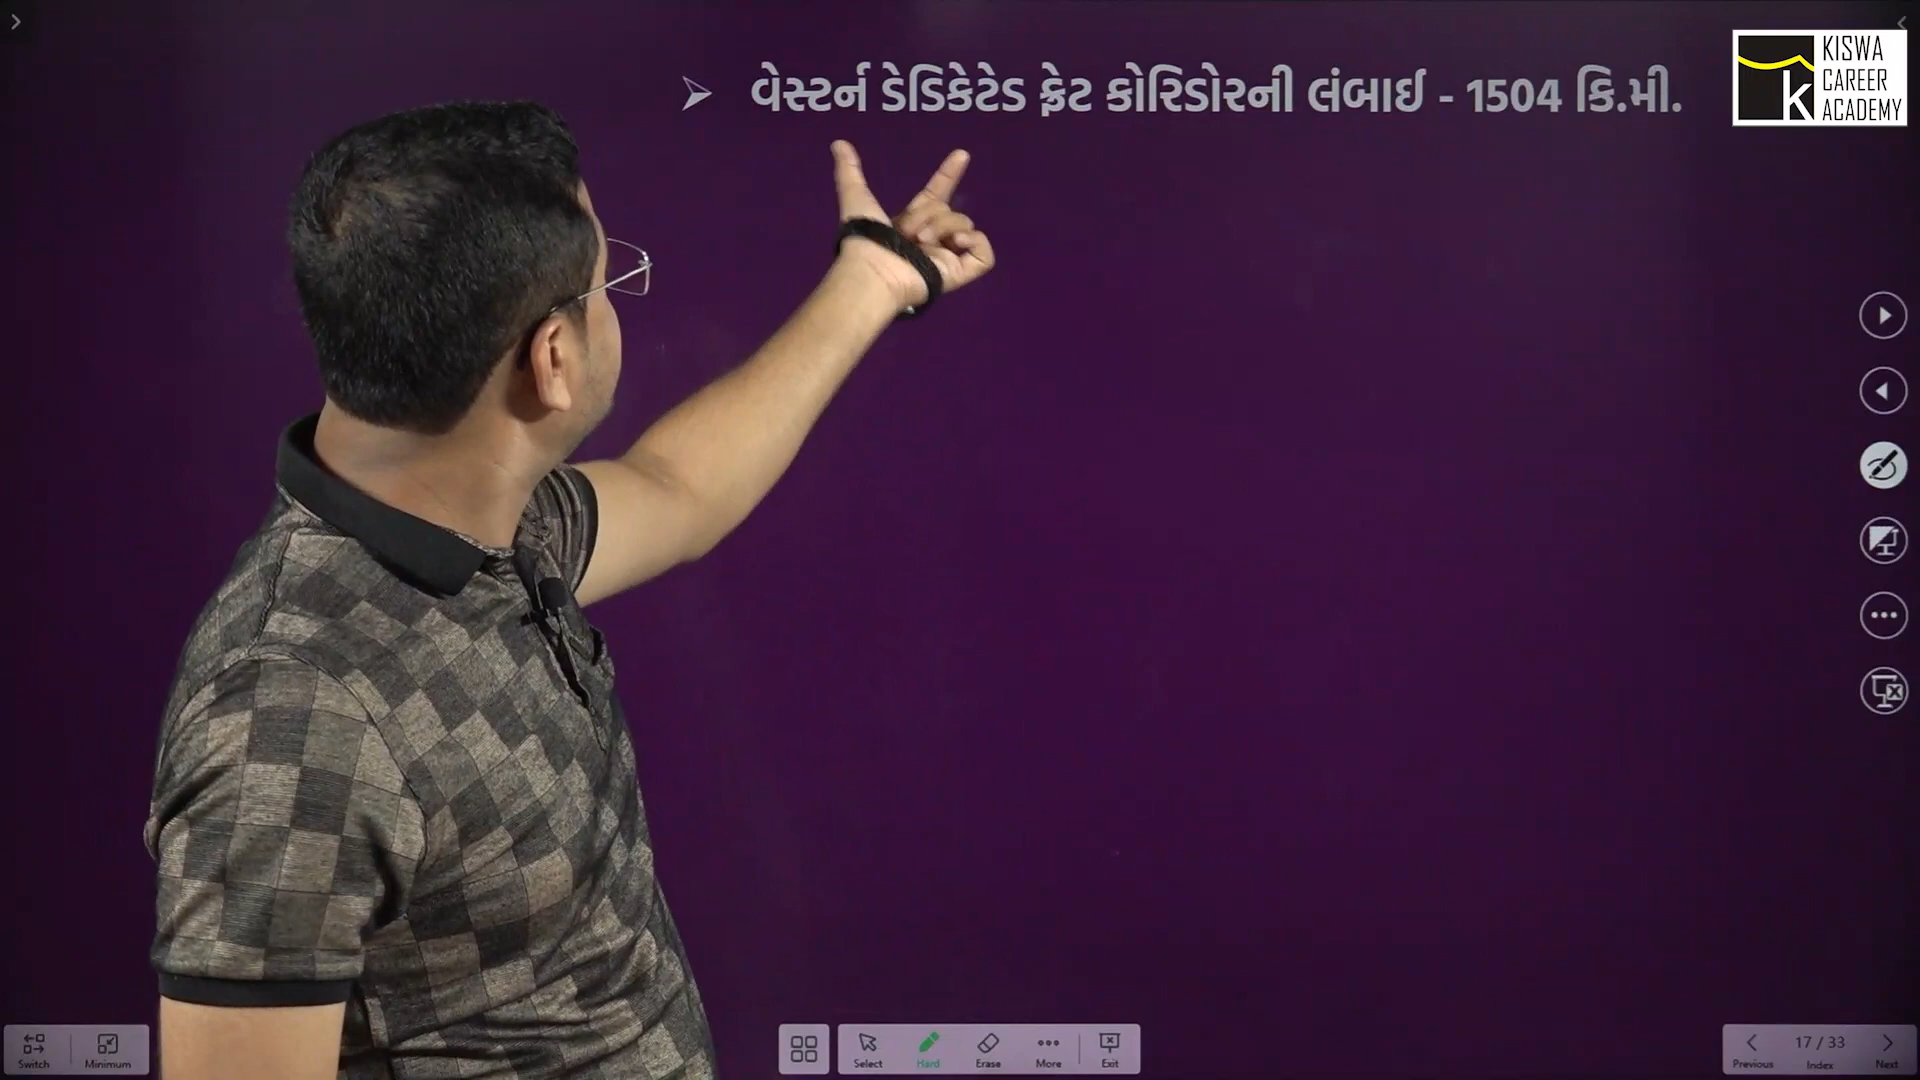 ➢ વેસ્ટર્ન ડેડિકેટેડ ફ્રેટ કોરિડોરની લંબાઈ - 1504 કિ.મી.
KISWA
CAREER
ACADEMY
k
Switch
Minimum
Select
Hard
Erase
More
Exit
17 / 33
Previous
Index
Next